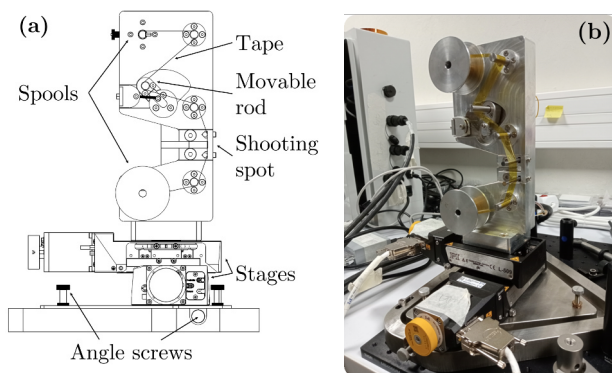 (a)
Tape
Movable
rod
Spools
Shooting
spot
Stages
Angle screws
(b)